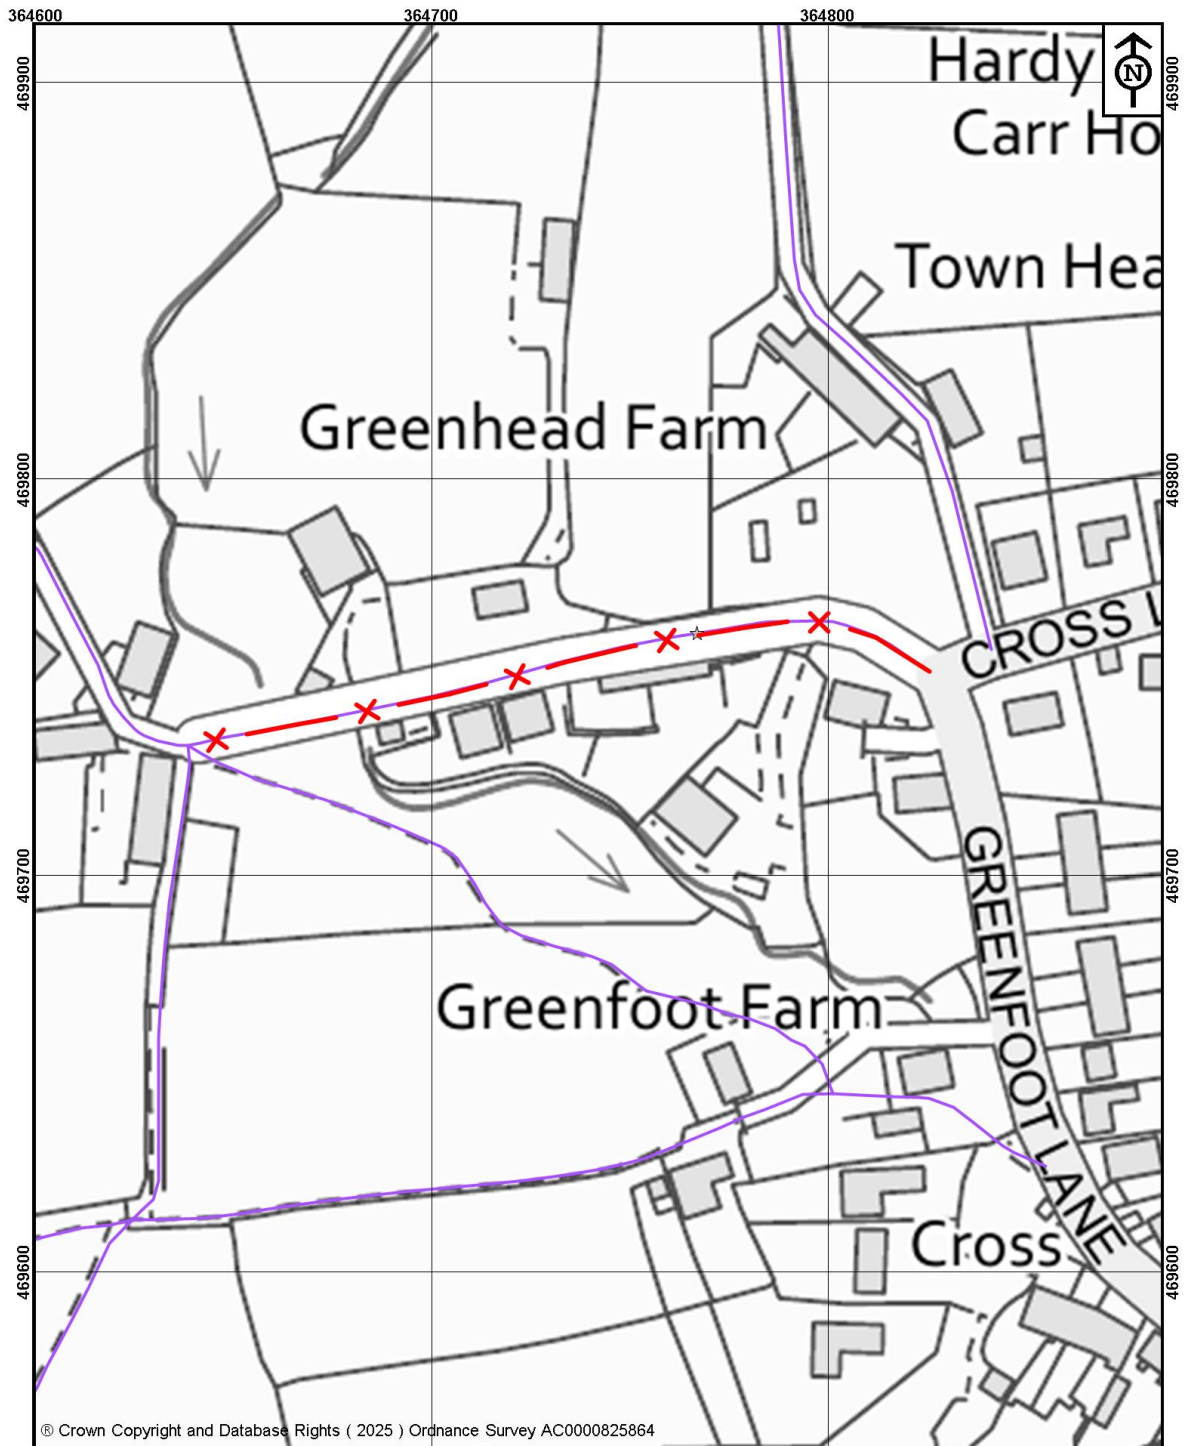 364600
364700
364800
469900
469900
Hardy
N
Carr Ho
Town Hea
Greenhead Farm
469800
469800
CROSS L
469700
469700
GREENFOOT LANE
Greenfoot Farm
Cross
469600
469600
® Crown Copyright and Database Rights ( 2025 ) Ordnance Survey AC0000825864